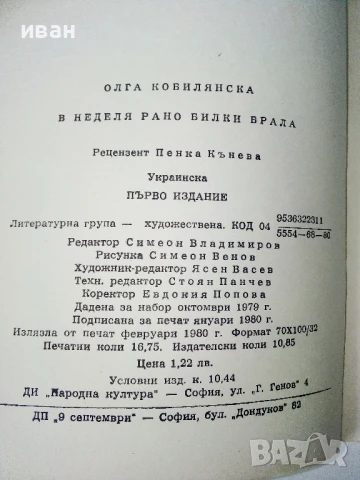 иван
ОЛГА КОБИЛЯНСКА
В НЕДЕЛЯ РАНО БИЛКИ БРАЛА
Рецензент Пенка Кънева
Украинска
ПЪРВО ИЗДАНИЕ
Литературна група — художествена. КОД 04 9536322311
5554-68-80
Редактор Симеон Владимиров
Рисунка Симеон Венов
Художник-редактор Ясен Васев
Техн. редактор Стоян Панчев
Коректор Евдония Попова
Дадена за набор октомври 1979 г.
Подписана за печат януари 1980 г.
Излязла от печат февруари 1980 г. Формат 70X100/32
Печатни коли 16,75. Издателски коли 10,85
Цена 1,22 лв.
Условни изд. к. 10,44
ДИ „Народна култура" — София, ул. „Г. Генов" 4
ДП „9 септември" — София, бул. „Дондуков" 82
BAZAR